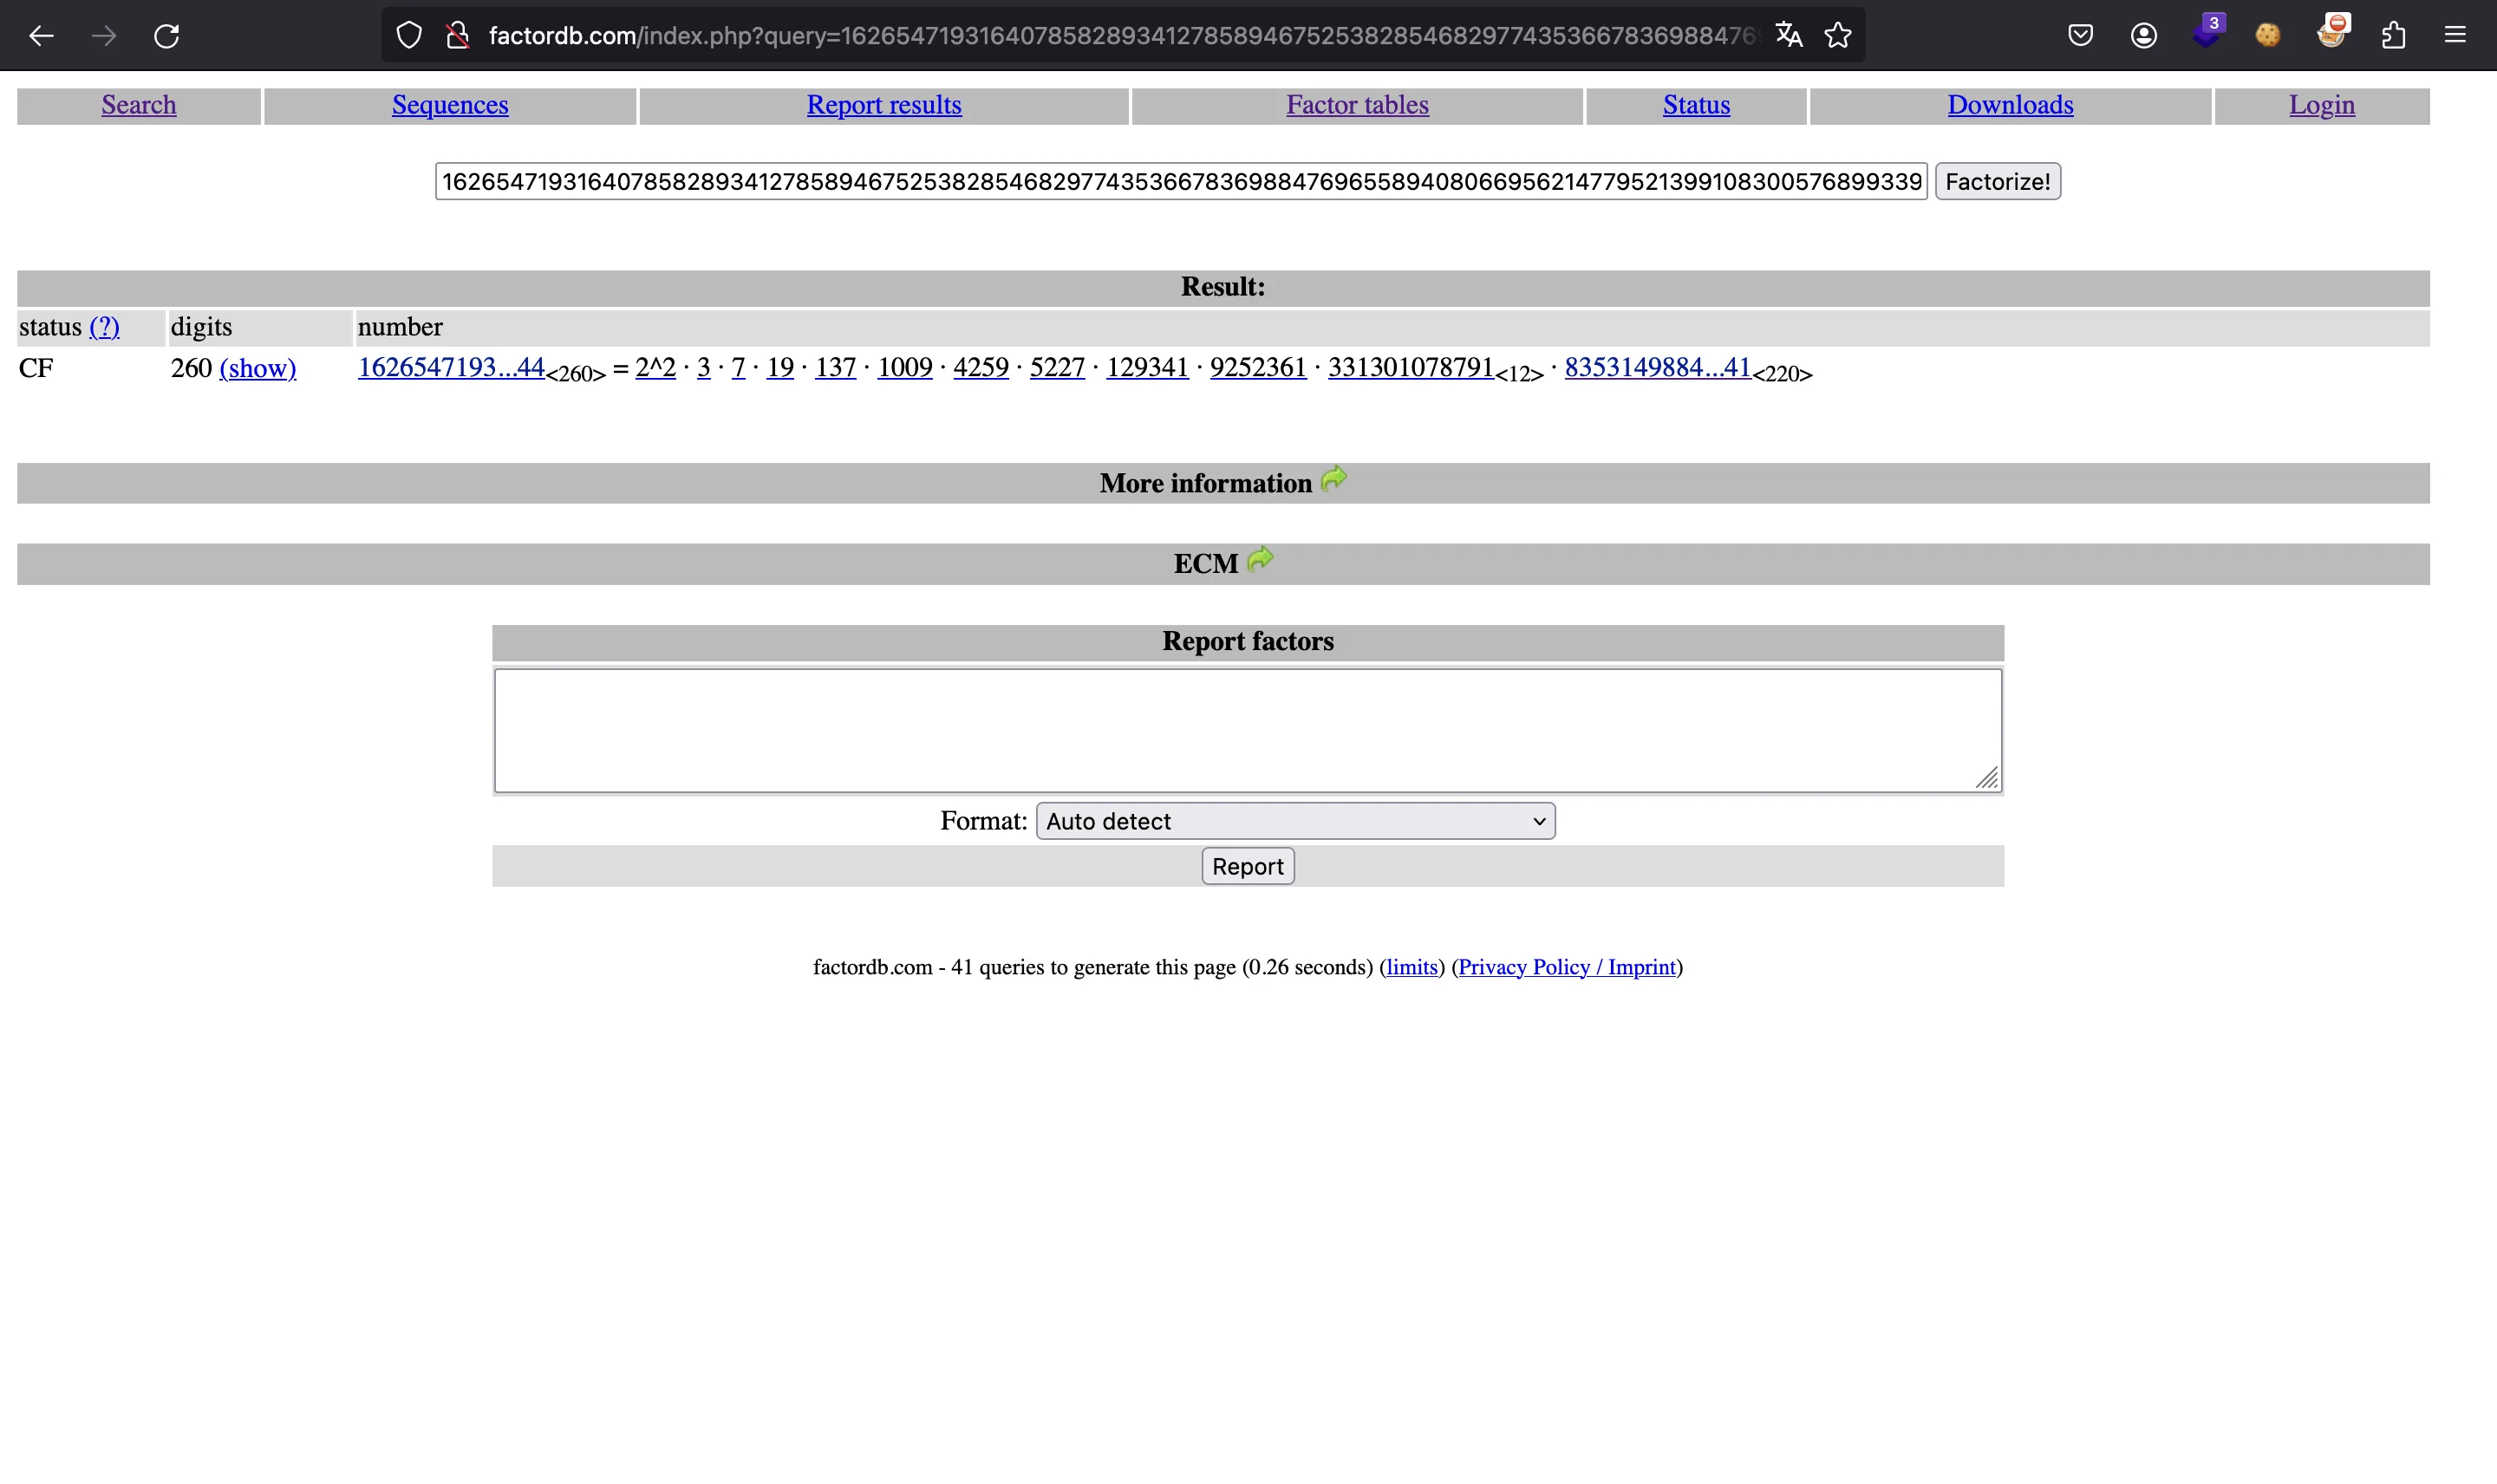 factordb.com/index.php?query=1626547193164078582893412785894675253828546829774353667836988476
3
Search Sequences Report results Factor tables Status Downloads Login
1626547193164078582893412785894675253828546829774353667836988476965589408066956214779521399108300576899339 Factorize!
Result:
status (?) digits number
CF 260 (show) 1626547193...44<260> = 2^2 · 3 · 7 · 19 · 137 · 1009 · 4259 · 5227 · 129341 · 9252361 · 331301078791<12> · 8353149884...41<220>
More information
ECM
Report factors
Format: Auto detect
Report
factordb.com - 41 queries to generate this page (0.26 seconds) (limits) (Privacy Policy / Imprint)